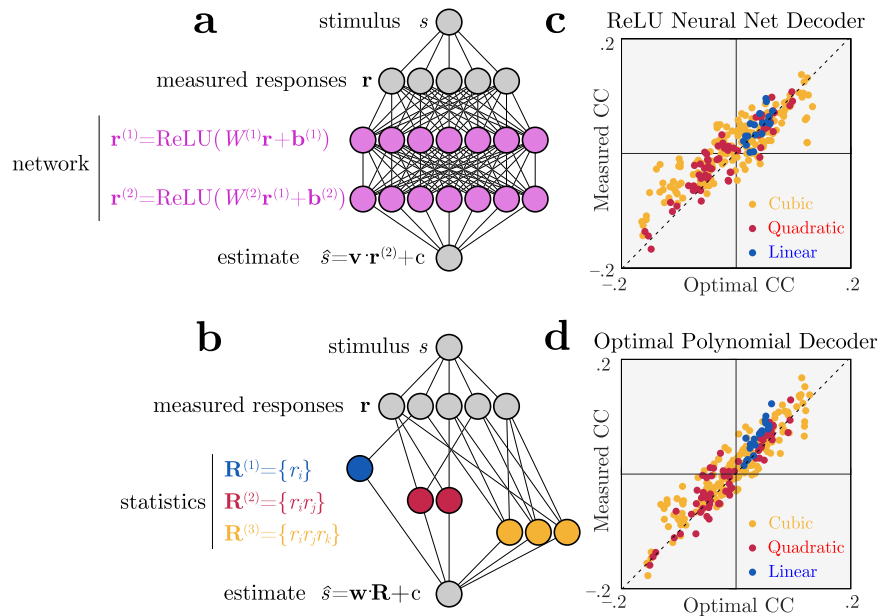 a
stimulus s
measured responses r
network
r⁽¹⁾=ReLU(W⁽¹⁾r+b⁽¹⁾)
r⁽²⁾=ReLU(W⁽²⁾r⁽¹⁾+b⁽²⁾)
estimate ŝ=v·r⁽²⁾+c
b
stimulus s
measured responses r
statistics
R⁽¹⁾={rᵢ}
R⁽²⁾={rᵢrⱼ}
R⁽³⁾={rᵢrⱼrₖ}
estimate ŝ=w·R+c
c
ReLU Neural Net Decoder
.2
Measured CC
-.2
Cubic
Quadratic
Linear
-.2
Optimal CC
.2
d
Optimal Polynomial Decoder
.2
Measured CC
-.2
Cubic
Quadratic
Linear
-.2
Optimal CC
.2